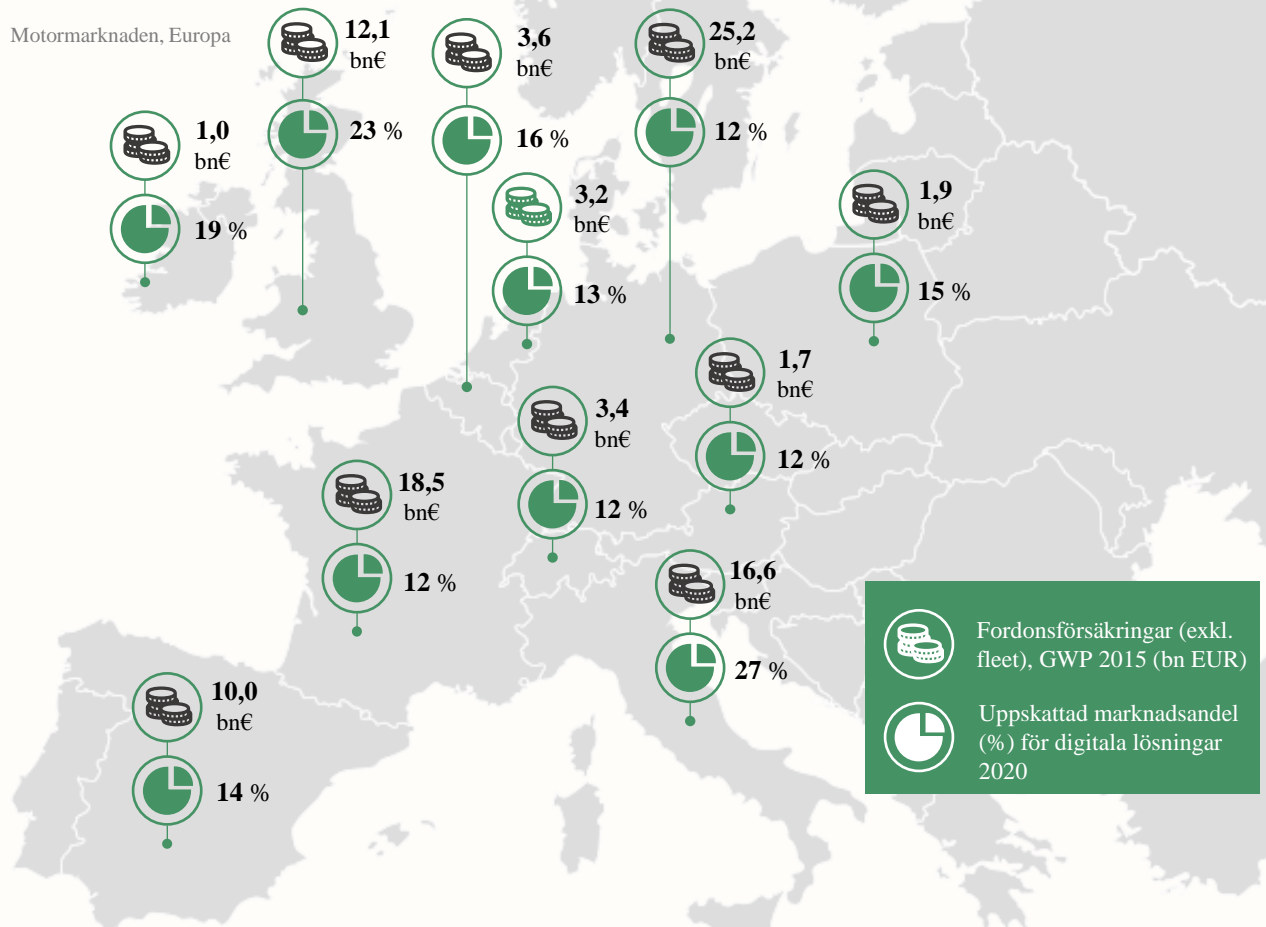 Motormarknaden, Europa
12,1
bn€
23 %
3,6
bn€
16 %
25,2
bn€
12 %
1,0
bn€
19 %
3,2
bn€
13 %
1,9
bn€
15 %
1,7
bn€
12 %
3,4
bn€
12 %
18,5
bn€
12 %
16,6
bn€
27 %
10,0
bn€
14 %
Fordonsförsäkringar (exkl.
fleet), GWP 2015 (bn EUR)
Uppskattad marknadsandel
(%) för digitala lösningar
2020